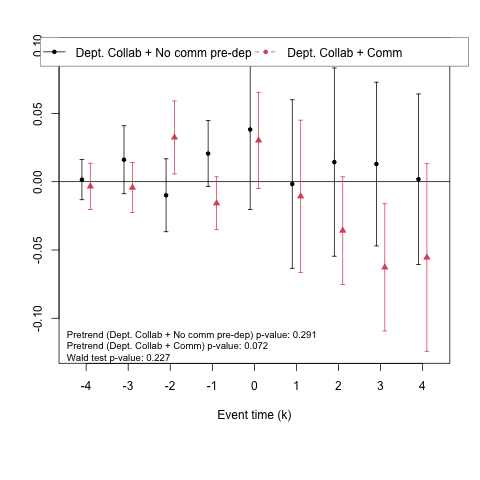 Dept. Collab + No comm pre-dep Dept. Collab + Comm
0.10
0.05
0.00
-0.05
-0.10
Pretrend (Dept. Collab + No comm pre-dep) p-value: 0.291
Pretrend (Dept. Collab + Comm) p-value: 0.072
Wald test p-value: 0.227
-4 -3 -2 -1 0 1 2 3 4
Event time (k)